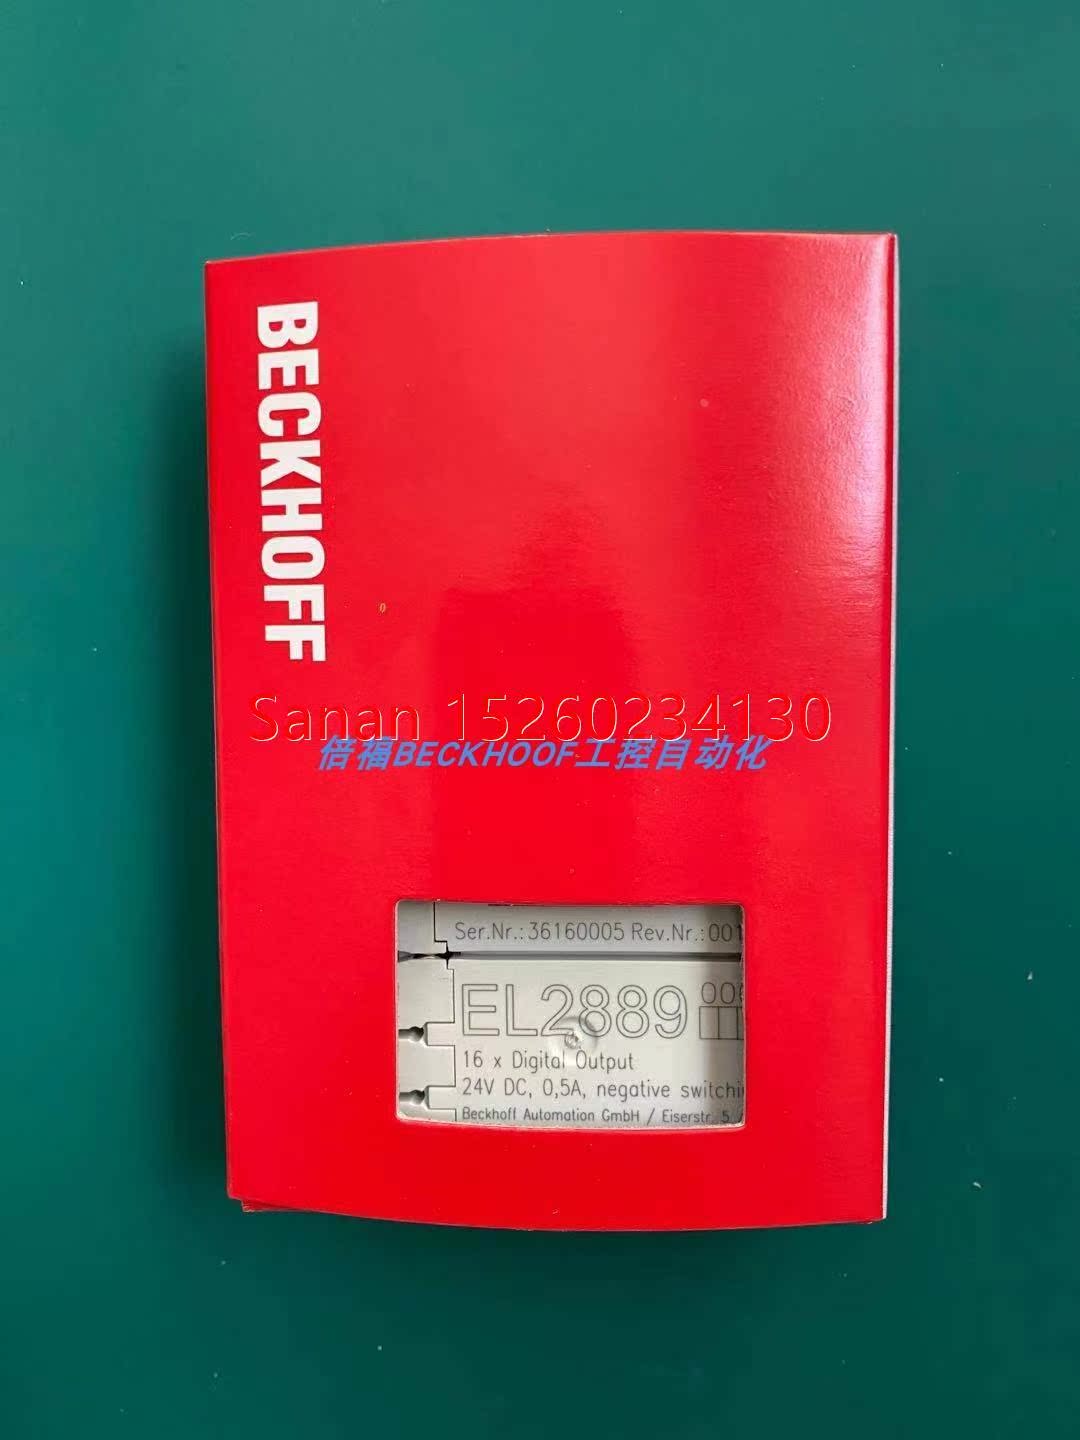 BECKHOFF
Sanan 15260234130
倍福BECKHOOF工控自动化
Ser.Nr.: 36160005 Rev.Nr.: 001
EL2889
16 x Digital Output
24V DC, 0,5A, negative switchi
Beckhoff Automation GmbH / Eiserstr. 5 /